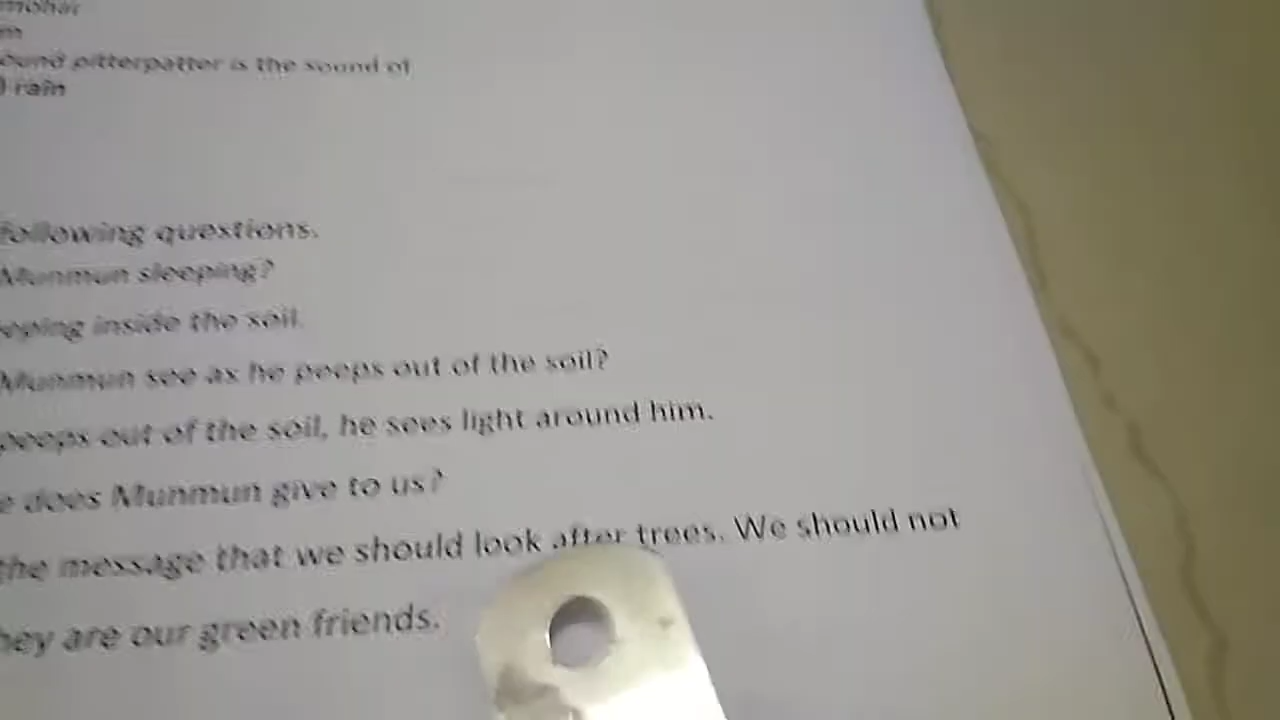 pitterpatter is the sound of
rain
following questions.
Munmun sleeping?
inside the soil.
Munmun see as he peeps out of the soil?
peeps out of the soil, he sees light around him.
does Munmun give to us?
the message that we should look after trees. We should not
are our green friends.